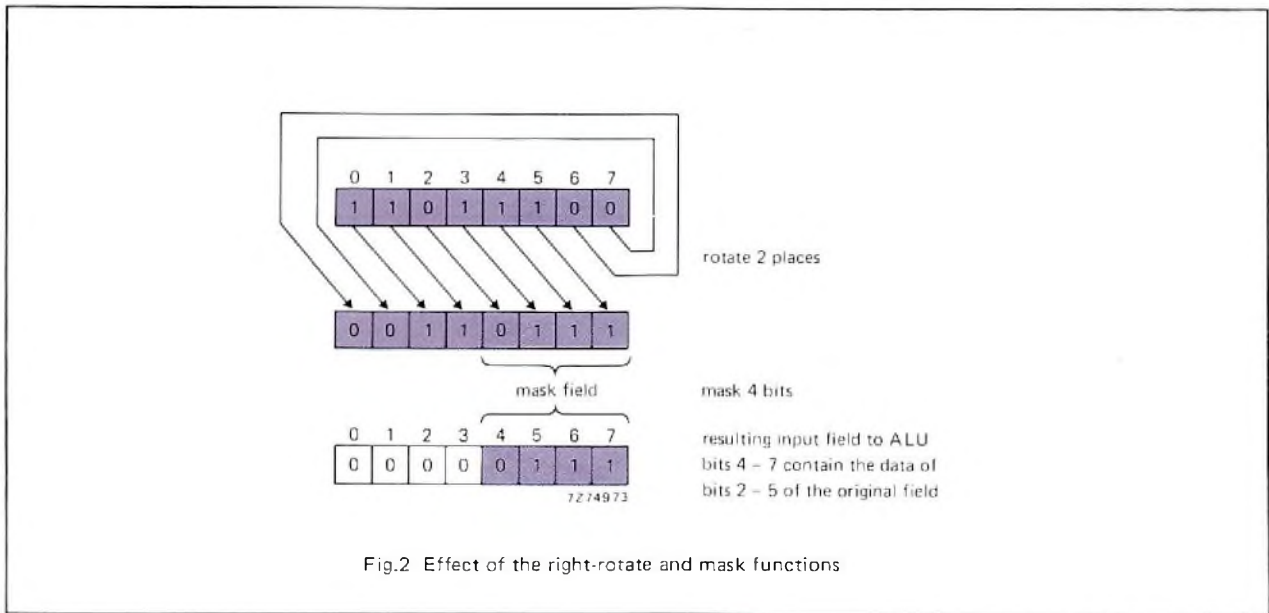 0 1 2 3 4 5 6 7
1 1 0 1 1 1 0 0
rotate 2 places
0 0 1 1 0 1 1 1
mask field
mask 4 bits
0 1 2 3 4 5 6 7
0 0 0 0 0 1 1 1
resulting input field to ALU
bits 4 – 7 contain the data of
bits 2 – 5 of the original field
7Z74973
Fig.2 Effect of the right-rotate and mask functions